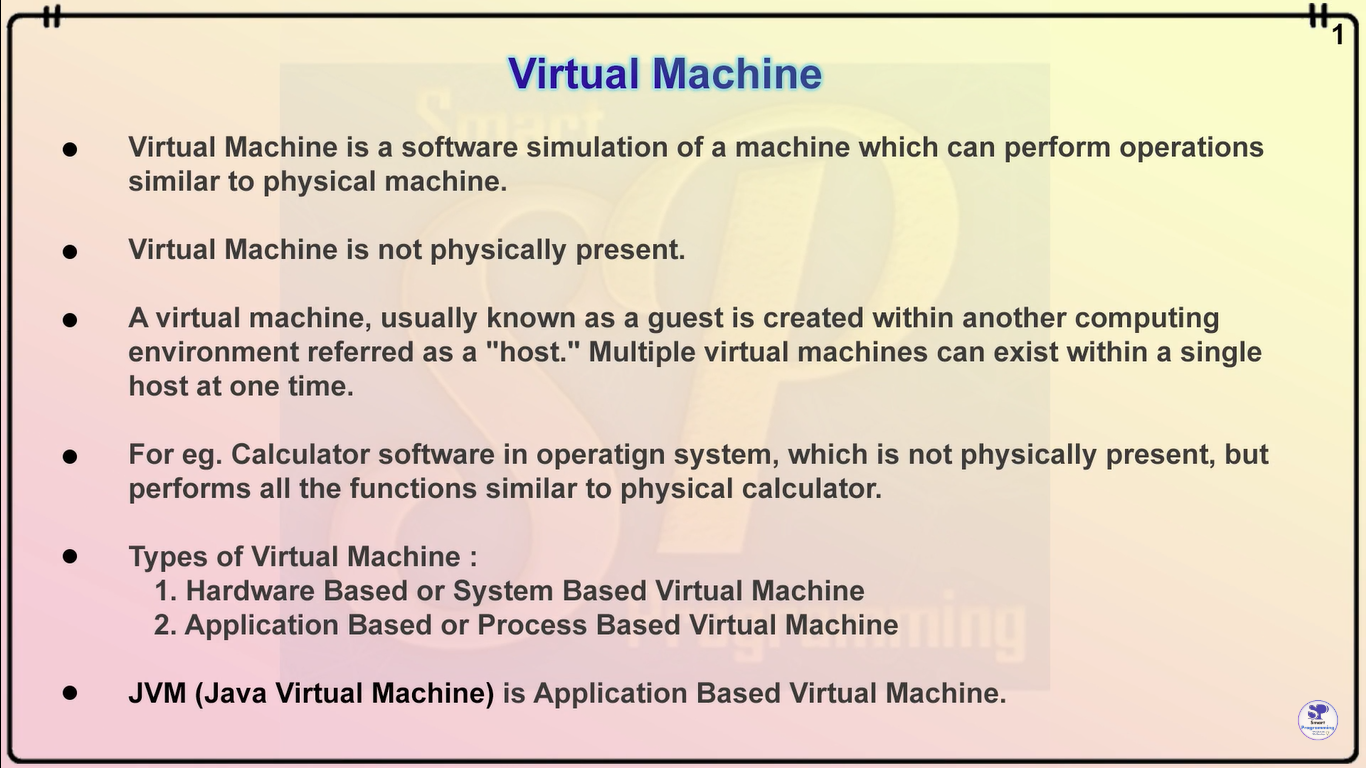 1
Virtual Machine
● Virtual Machine is a software simulation of a machine which can perform operations
similar to physical machine.
● Virtual Machine is not physically present.
● A virtual machine, usually known as a guest is created within another computing
environment referred as a "host." Multiple virtual machines can exist within a single
host at one time.
● For eg. Calculator software in operatign system, which is not physically present, but
performs all the functions similar to physical calculator.
● Types of Virtual Machine :
1. Hardware Based or System Based Virtual Machine
2. Application Based or Process Based Virtual Machine
● JVM (Java Virtual Machine) is Application Based Virtual Machine.
Smart
SP
Programming
SP
Smart
Programming